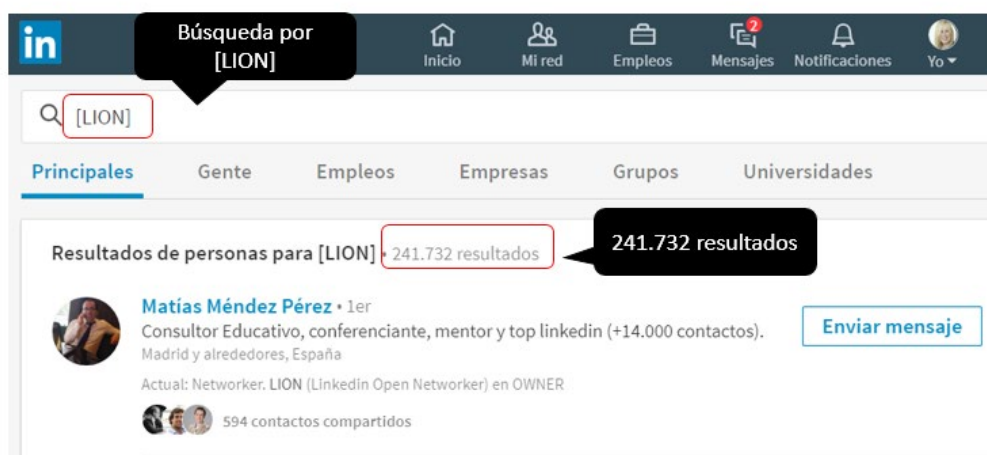 in
Búsqueda por
[LION]
2
Inicio
Mi red
Empleos
Mensajes
Notificaciones
Yo
[LION]
Principales
Gente
Empleos
Empresas
Grupos
Universidades
Resultados de personas para [LION] • 241.732 resultados
241.732 resultados
Matías Méndez Pérez • 1er
Consultor Educativo, conferenciante, mentor y top linkedin (+14.000 contactos).
Madrid y alrededores, España
Actual: Networker. LION (Linkedin Open Networker) en OWNER
594 contactos compartidos
Enviar mensaje